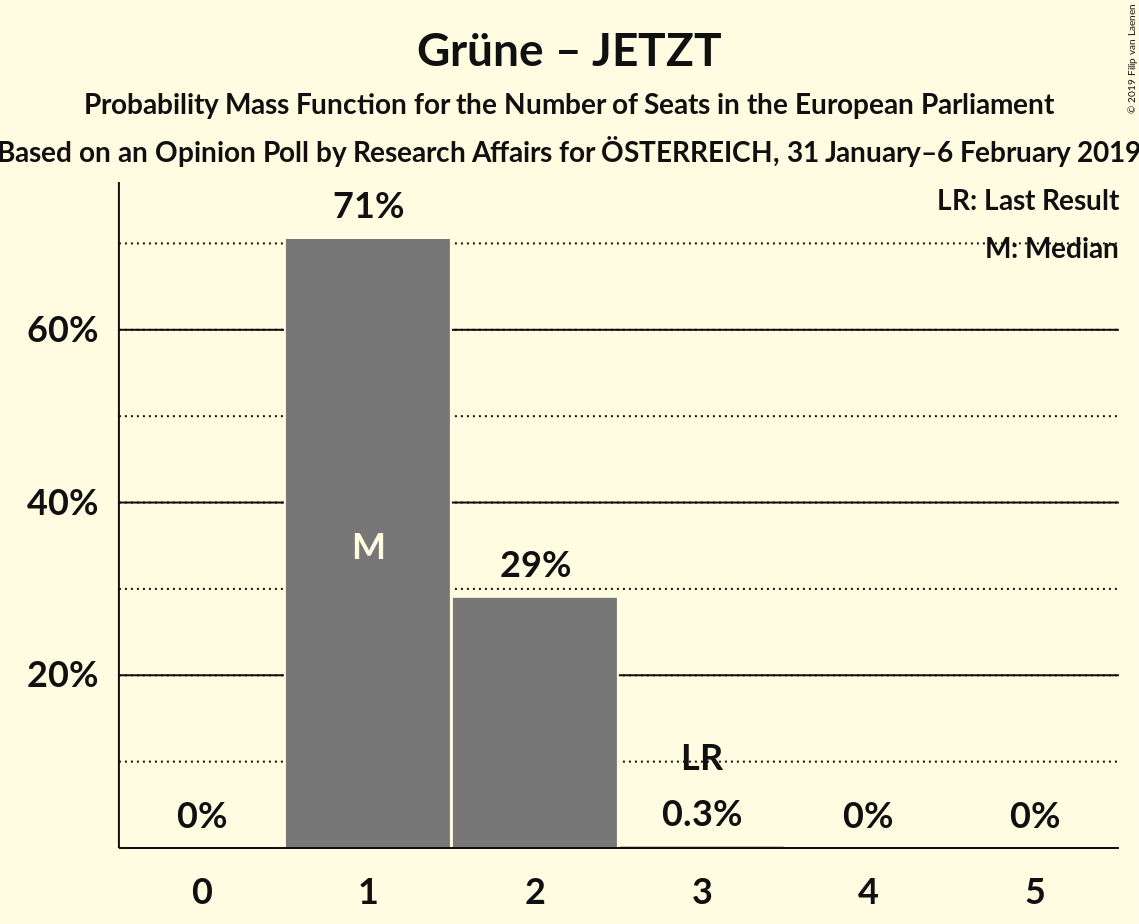 Grüne – JETZT
Probability Mass Function for the Number of Seats in the European Parliament
Based on an Opinion Poll by Research Affairs for ÖSTERREICH, 31 January–6 February 2019
© 2019 Filip van Laenen
LR: Last Result
M: Median
71%
60%
40%
M
29%
20%
LR
0%
0.3%
0%
0%
0 1 2 3 4 5